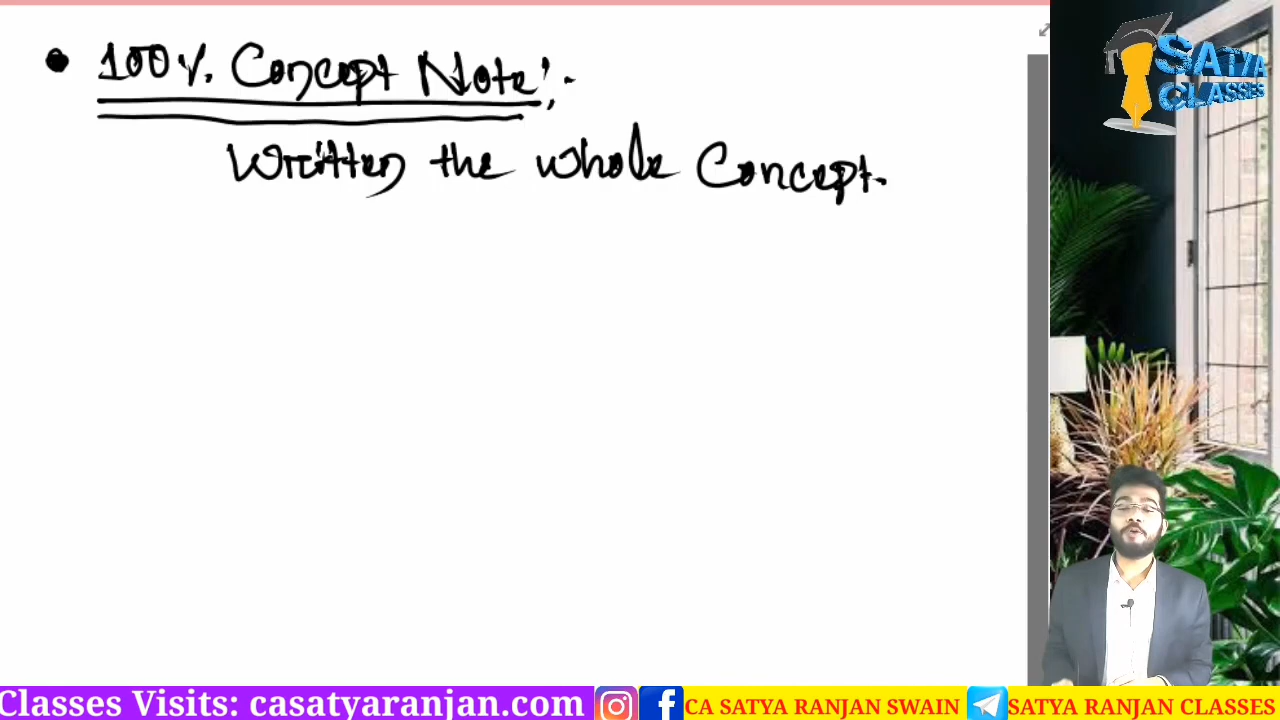 100%. Concept Note:-
Written the whole Concept.
SATYA
CLASSES
Classes Visits: casatyaranjan.com
CA SATYA RANJAN SWAIN
SATYA RANJAN CLASSES